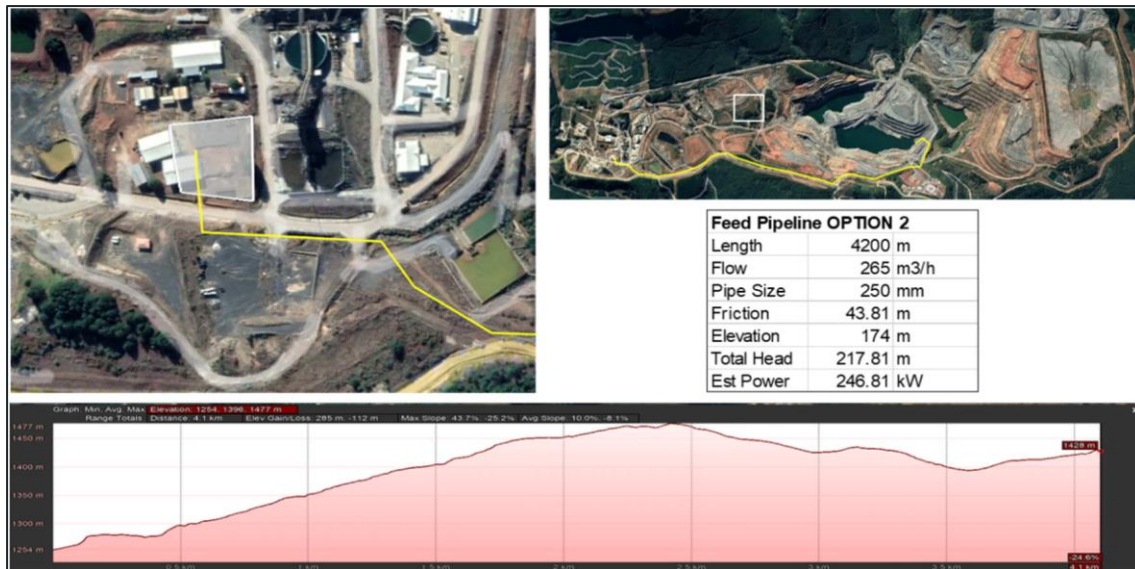 Feed Pipeline OPTION 2
Length 4200 m
Flow 265 m3/h
Pipe Size 250 mm
Friction 43.81 m
Elevation 174 m
Total Head 217.81 m
Est Power 246.81 kW
Graph: Min, Avg, Max Elevation: 1254, 1396, 1477 m
Range Totals: Distance: 4.1 km Elev Gain/Loss: 285 m, -112 m Max Slope: 43.7%, -25.2% Avg Slope: 10.0%, -8.1%
1477 m
1450 m
1428 m
1400 m
1350 m
1300 m
1254 m
-24.6%
0.5 km 1 km 1.5 km 2 km 2.5 km 3 km 3.5 km 4.1 km